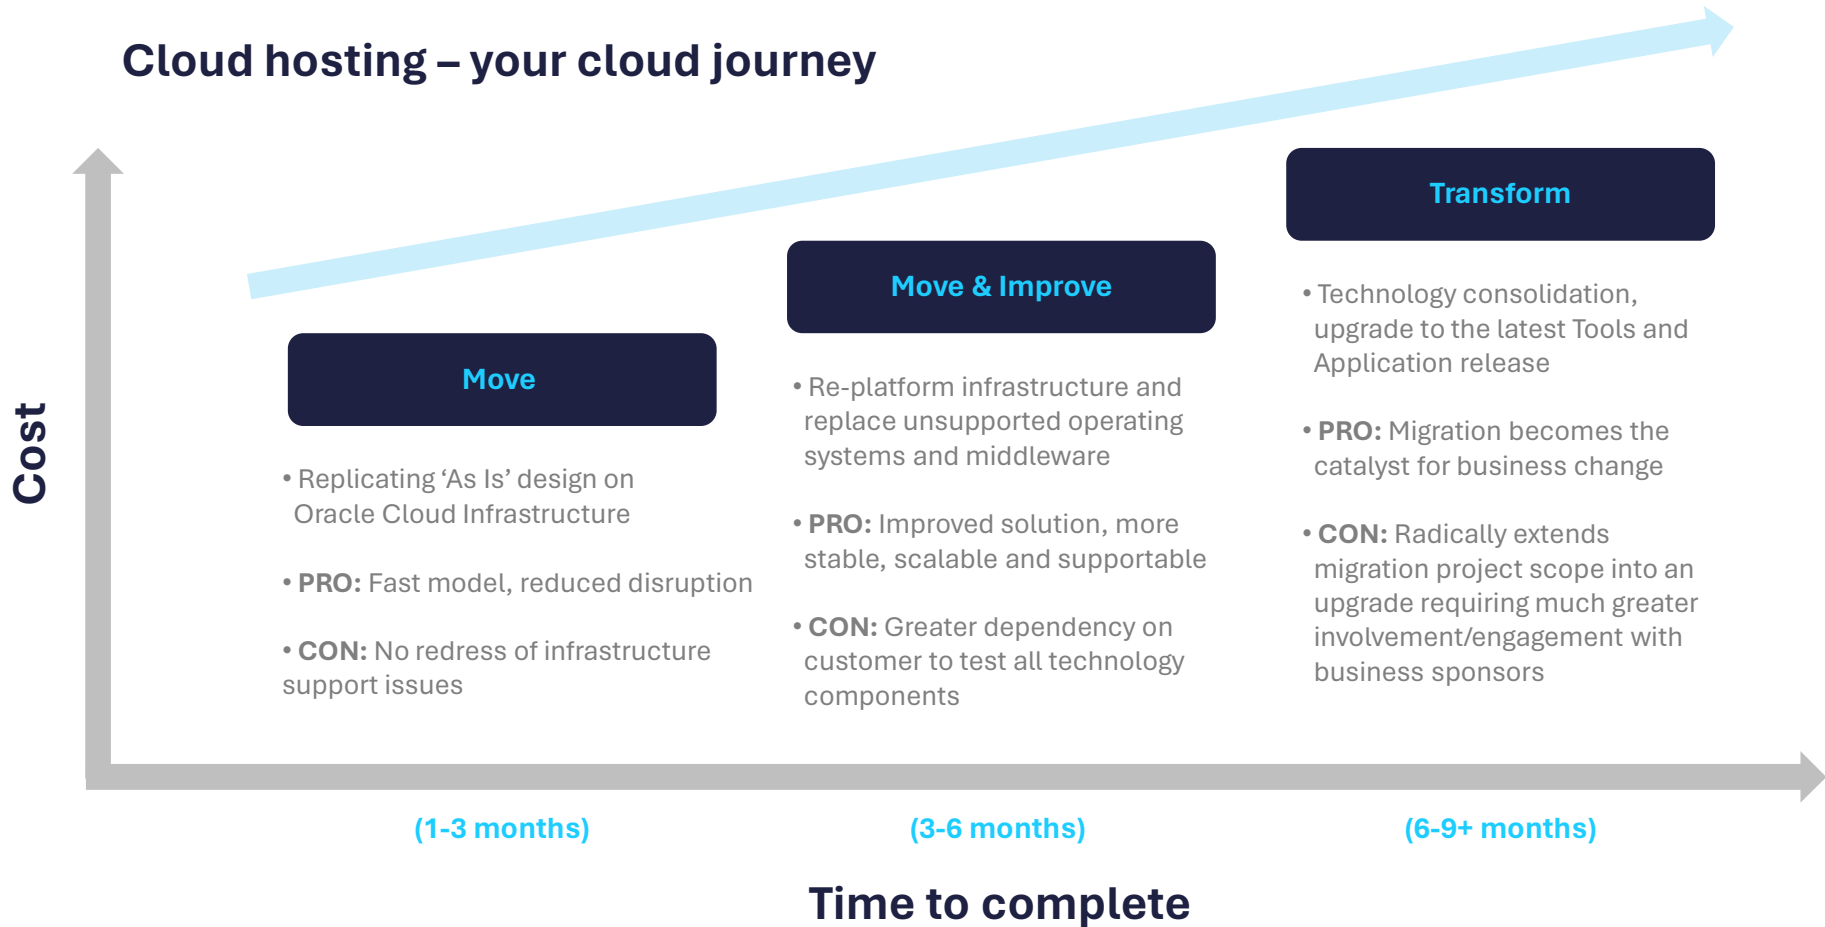 Cloud hosting – your cloud journey
Cost
Move
• Replicating ‘As Is’ design on
Oracle Cloud Infrastructure
• PRO: Fast model, reduced disruption
• CON: No redress of infrastructure
support issues
Move & Improve
• Re-platform infrastructure and
replace unsupported operating
systems and middleware
• PRO: Improved solution, more
stable, scalable and supportable
• CON: Greater dependency on
customer to test all technology
components
Transform
• Technology consolidation,
upgrade to the latest Tools and
Application release
• PRO: Migration becomes the
catalyst for business change
• CON: Radically extends
migration project scope into an
upgrade requiring much greater
involvement/engagement with
business sponsors
(1-3 months)
(3-6 months)
(6-9+ months)
Time to complete